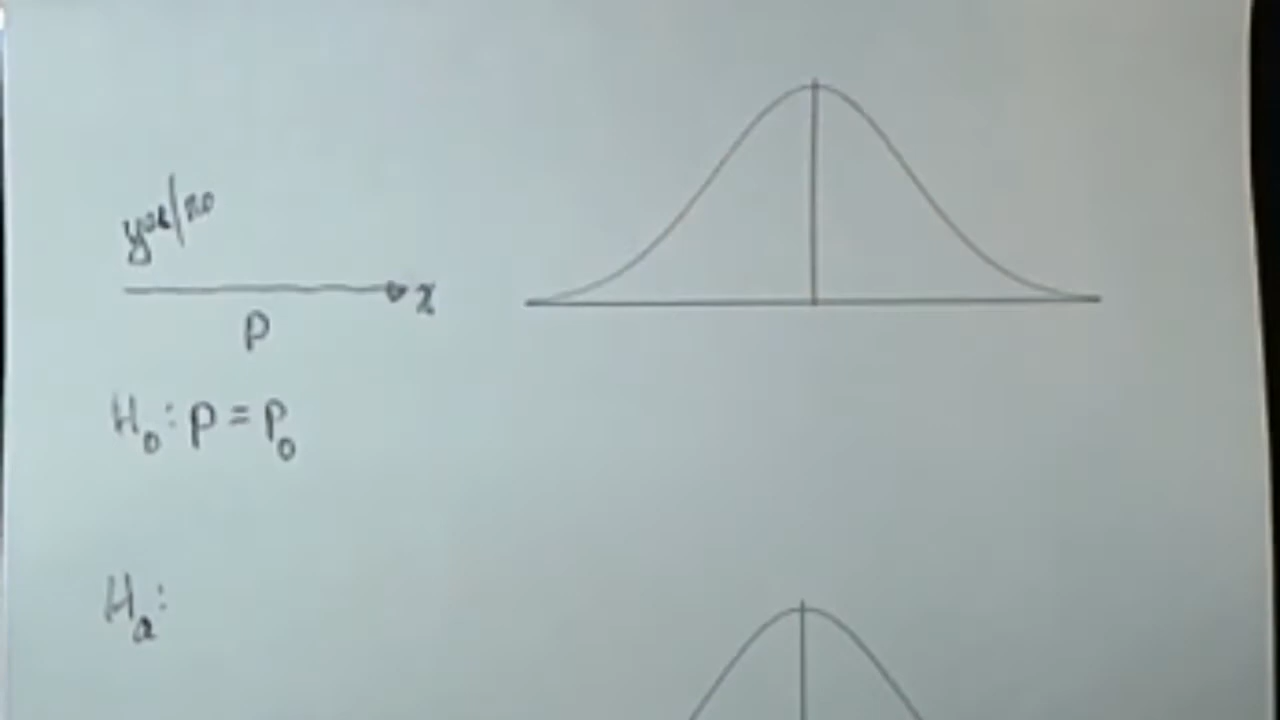 yes/no
x
p
H₀: p = p₀
Hₐ: